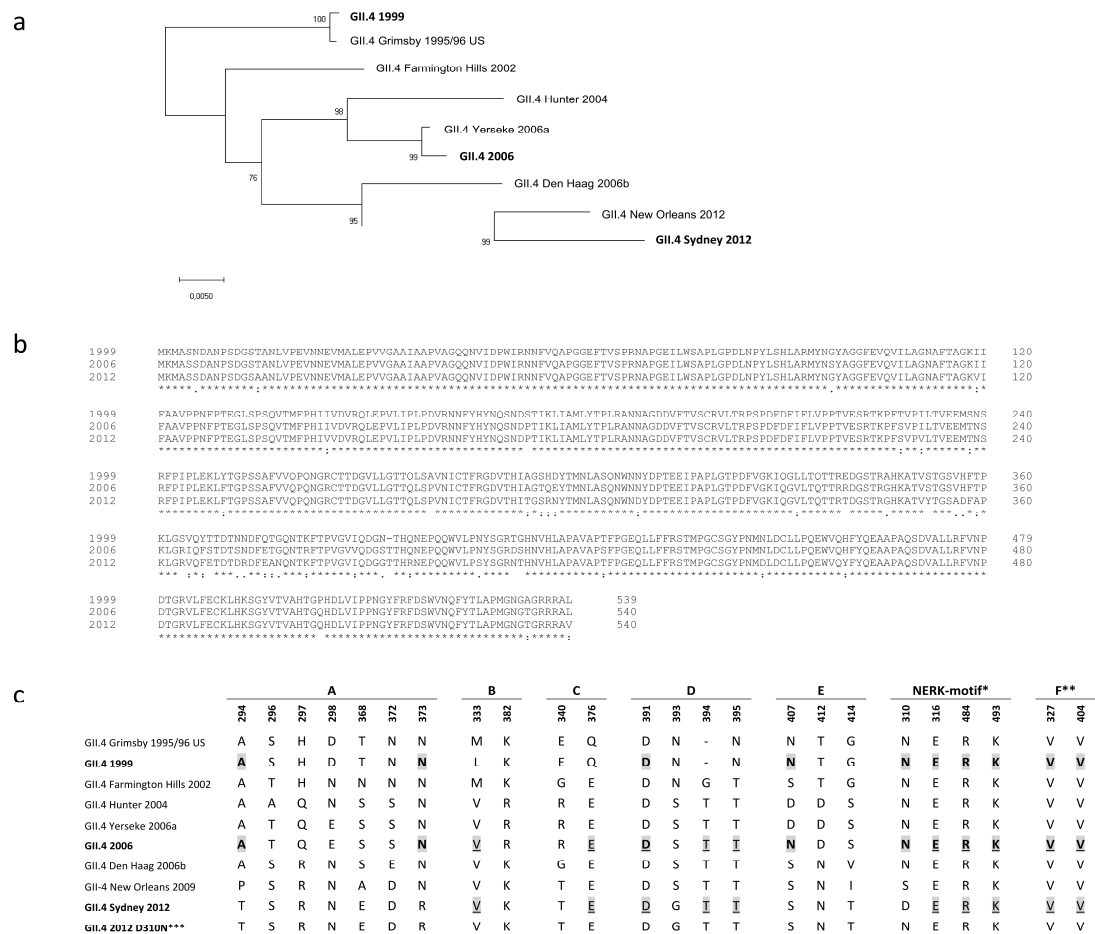 a
100
GII.4 1999
GII.4 Grimsby 1995/96 US
GII.4 Farmington Hills 2002
98
GII.4 Hunter 2004
GII.4 Yerseke 2006a
99
GII.4 2006
76
GII.4 Den Haag 2006b
95
GII.4 New Orleans 2012
99
GII.4 Sydney 2012
0,0050
b
1999 MKMASNDANPSDGSTANLVPEVNNEVMALEPVVGAAIAAPVAGQQNVIDPWIRNNFVQAPGGEFTVSPRNAPGEILWSAPLGPDLNPYLSHLARMYNGYAGGFEVQVILAGNAFTAGKII 120
2006 MKMASSDANPSDGSTANLVPEVNNEVMALEPVVGAAIAAPVAGQQNVIDPWIRNNFVQAPGGEFTVSPRNAPGEILWSAPLGPDLNPYLSHLARMYNGYAGGFEVQVILAGNAFTAGKII 120
2012 MKMASSDASPSDGSAANLVPEVNNEVMALEPVVGAAIAAPVAGQQNVIDPWIRNNFVQAPGGEFTVSPRNAPGEILWSAPLGPDLNPYLSHLARMYNSYAGGFEVQVILAGNAFTAGKVI 120
1999 FAAVPPNFPTEGLSPSQVTMFPHIIVDVRQLEPVLIPLPDVRNNFYHYNQSNDSTIKLIAMLYTPLRANNAGDDVFTVSCRVLTRPSPDFDFIFLVPPTVESRTKPFTVPILTVEEMSNS 240
2006 FAAVPPNFPTEGLSPSQVTMFPHIIVDVRQLEPVLIPLPDVRNNFYHYNQSNDPTIKLIAMLYTPLRANNAGDDVFTVSCRVLTRPSPDFDFIFLVPPTVESRTKPFSVPILTVEEMTNS 240
2012 FAAVPPNFPTEGLSPSQVTMFPHIVVDVRQLEPVLIPLPDVRNNFYHYNQSNDPTIKLIAMLYTPLRANNAGDDVFTVSCRVLTRPSPDFDFIFLVPPTVESRTKPFSVPVLTVEEMTNS 240
1999 RFPIPLEKLYTGPSSAFVVQPQNGRCTTDGVLLGTTQLSAVNICTFRGDVTHIAGSHDYTMNLASQNWNNYDPTEEIPAPLGTPDFVGKIQGLLTQTTREDGSTRAHKATVSTGSVHFTP 360
2006 RFPIPLEKLYTGPSSAFVVQPQNGRCTTDGVLLGTTQLSPVNICTFRGDVTHIAGTQEYTMNLASQNWNNYDPTEEIPAPLGTPDFVGKIQGVLTQTTRGDGSTRGHKATVSTGSVHFTP 360
2012 RFPIPLEKLFTGPSSAFVVQPQNGRCTTDGVLLGTTQLSPVNICTFRGDVTHITGSRNYTMNLASQNWNDYDPTEEIPAPLGTPDFVGKIQGVLTQTTRTDGSTRGHKATVYTGSADFAP 360
1999 KLGSVQYTTDTNNDFQTGQNTKFTPVGVIQDGN-THQNEPQQWVLPNYSGRTGHNVHLAPAVAPTFPGEQLLFFRSTMPGCSGYPNMNLDCLLPQEWVQHFYQEAAPAQSDVALLRFVNP 479
2006 KLGRIQFSTDTSNDFETGQNTKFTPVGVVQDGSTTHQNEPQQWVLPDYSGRDSHNVHLAPAVAPTFPGEQLLFFRSTMPGCSGYPNMNLDCLLPQEWVQHFYQEAAPAQSDVALLRFVNP 480
2012 KLGRVQFETDTDRDFEANQNTKFTPVGVIQDGGTTHRNEPQQWVLPSYSGRNTHNVHLAPAVAPTFPGEQLLFFRSTMPGCSGYPNMDLDCLLPQEWVQYFYQEAAPAQSDVALLRFVNP 480
1999 DTGRVLFECKLHKSGYVTVAHTGPHDLVIPPNGYFRFDSWVNQFYTLAPMGNGAGRRRAL 539
2006 DTGRVLFECKLHKSGYVTVAHTGQHDLVIPPNGYFRFDSWVNQFYTLAPMGNGTGRRRAL 540
2012 DTGRVLFECKLHKSGYVTVAHTGQHDLVIPPNGYFRFDSWVNQFYTLAPMGNGTGRRRAV 540
c
A B C D E NERK-motif* F**
294 296 297 298 368 372 373 333 382 340 376 391 393 394 395 407 412 414 310 316 484 493 327 404
GII.4 Grimsby 1995/96 US A S H D T N N M K E Q D N - N N T G N E R K V V
GII.4 1999 A S H D T N N L K E Q D N - N N T G N E R K V V
GII.4 Farmington Hills 2002 A T H N N N N M K G E D N G T S T G N E R K V V
GII.4 Hunter 2004 A A Q N S S N V R R E D S T T D D S N E R K V V
GII.4 Yerseke 2006a A T Q E S S N V R R E D S T T D D S N E R K V V
GII.4 2006 A T Q E S S N V R R E D S T T N D S N E R K V V
GII.4 Den Haag 2006b A S R N S E N V K G E D S T T S N V N E R K V V
GII-4 New Orleans 2009 P S R N A D N V K T E D S T T S N I S E R K V V
GII.4 Sydney 2012 T S R N E D R V K T E D G T T S N T D E R K V V
GII.4 2012 D310N*** T S R N E D R V K T E D G T T S N T N E R K V V